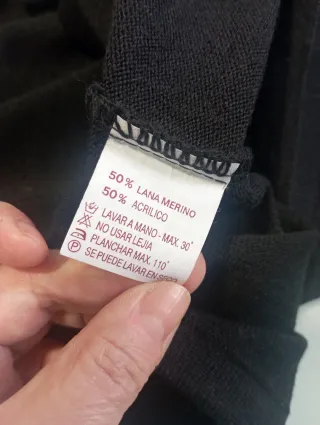 50% LANA MERINO
50% ACRILICO
LAVAR A MANO - MAX. 30°
NO USAR LEJIA
PLANCHAR MAX. 110°
P SE PUEDE LAVAR EN